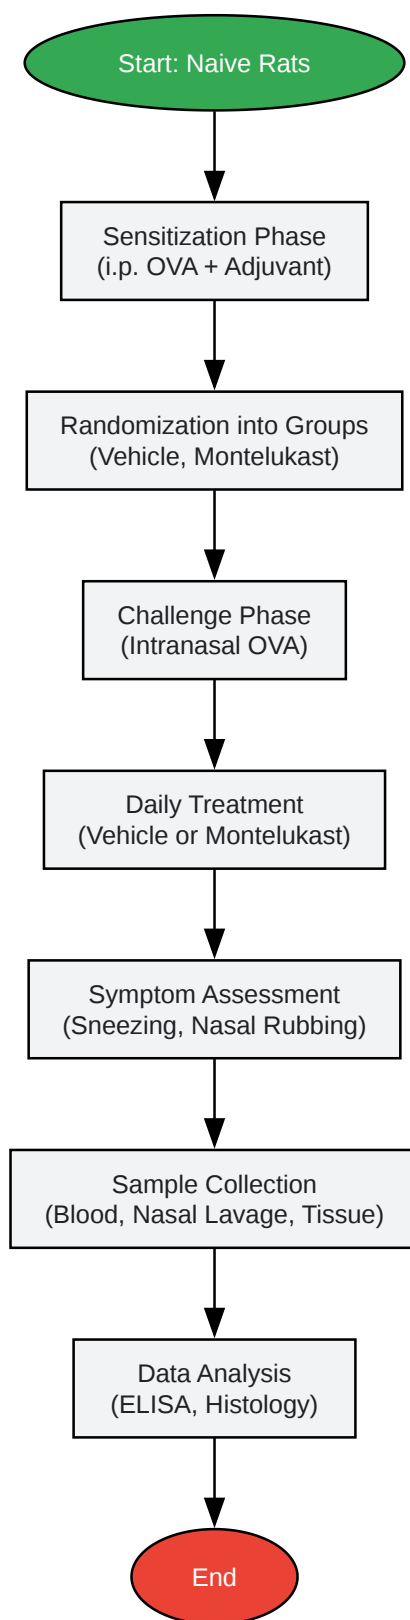 Start: Naive Rats
Sensitization Phase
(i.p. OVA + Adjuvant)
Randomization into Groups
(Vehicle, Montelukast)
Challenge Phase
(Intranasal OVA)
Daily Treatment
(Vehicle or Montelukast)
Symptom Assessment
(Sneezing, Nasal Rubbing)
Sample Collection
(Blood, Nasal Lavage, Tissue)
Data Analysis
(ELISA, Histology)
End